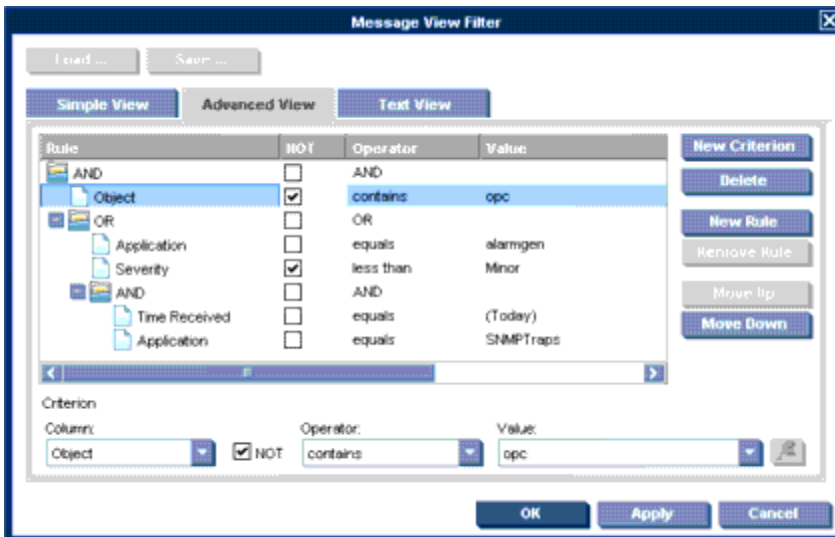 Message View Filter
Load ... Save ...
Simple View Advanced View Text View
Rule NOT Operator Value
AND AND
Object contains opc
OR OR
Application equals alarmgen
Severity less than Minor
AND AND
Time Received equals (Today)
Application equals SNMPTraps
New Criterion
Delete
New Rule
Remove Rule
Move Up
Move Down
Criterion
Column: Operator: Value:
Object NOT contains opc
OK Apply Cancel